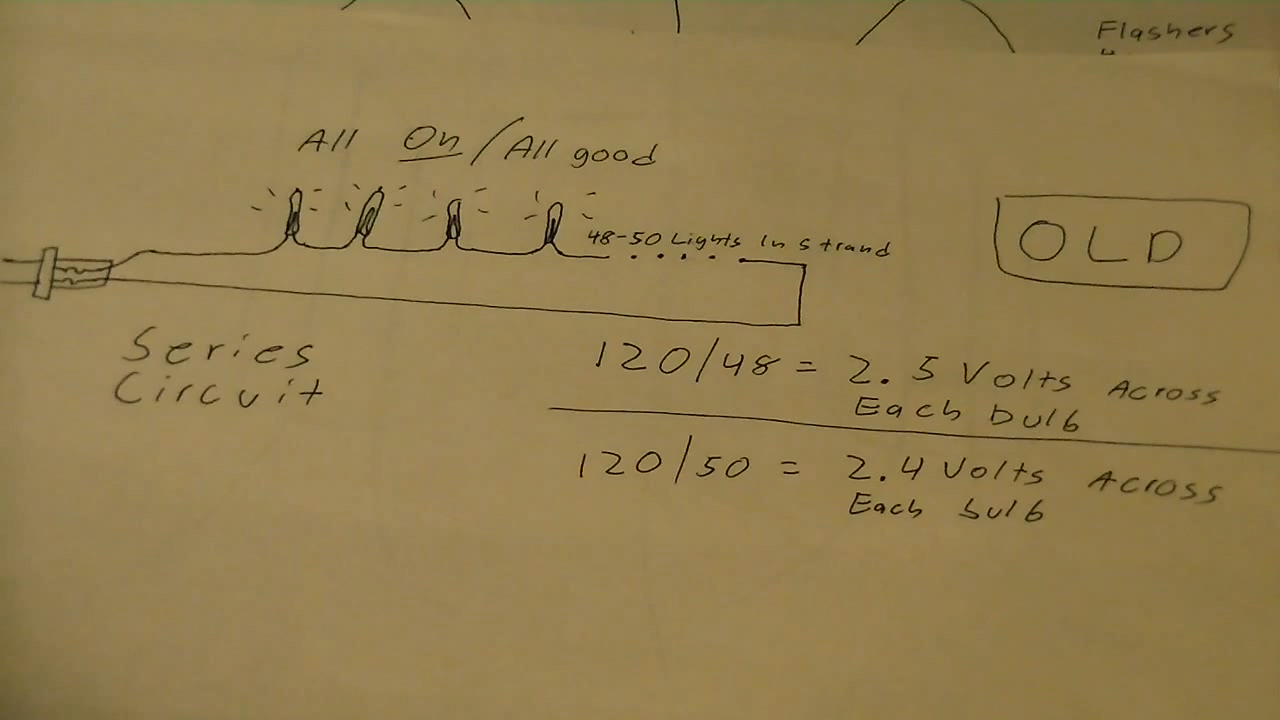 Flashers
All On / All good
48-50 Lights In strand
OLD
Series
Circuit
120/48 = 2.5 Volts Across
Each bulb
120/50 = 2.4 Volts Across
Each bulb